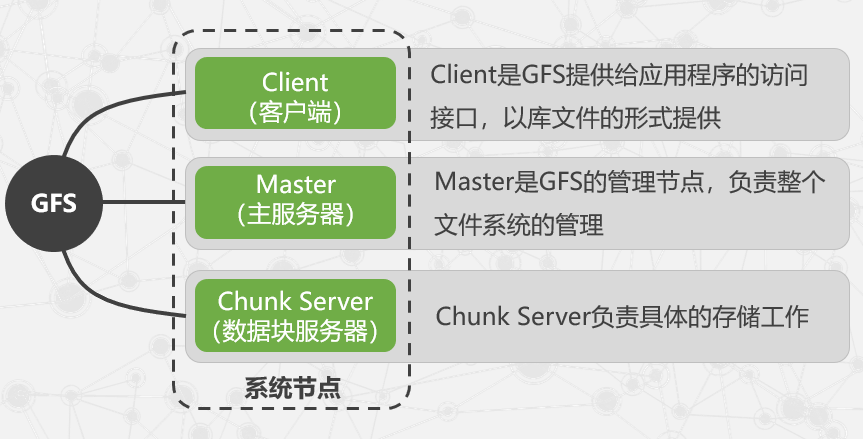 GFS
Client
（客户端）
Client是GFS提供给应用程序的访问
接口，以库文件的形式提供
Master
（主服务器）
Master是GFS的管理节点，负责整个
文件系统的管理
Chunk Server
（数据块服务器）
Chunk Server负责具体的存储工作
系统节点